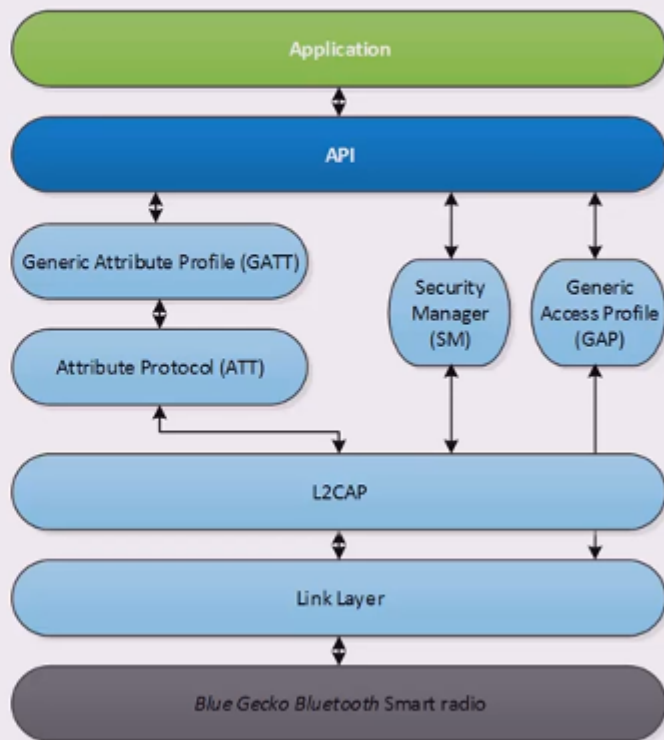 Application
API
Generic Attribute Profile (GATT)
Security
Manager
(SM)
Generic
Access Profile
(GAP)
Attribute Protocol (ATT)
L2CAP
Link Layer
Blue Gecko Bluetooth Smart radio